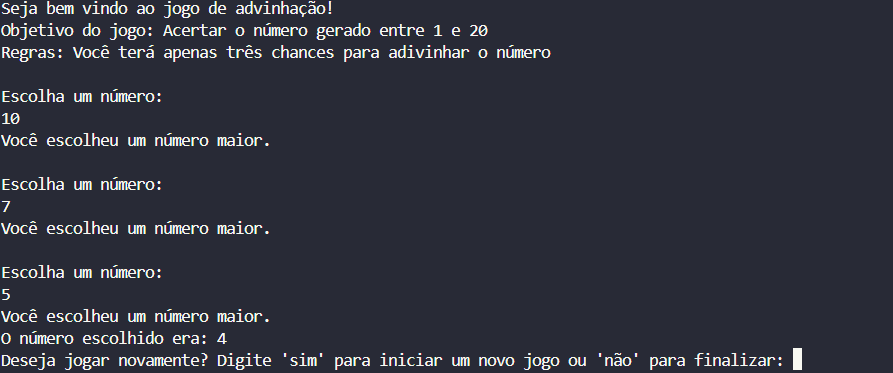 Seja bem vindo ao jogo de advinhação!
Objetivo do jogo: Acertar o número gerado entre 1 e 20
Regras: Você terá apenas três chances para adivinhar o número
Escolha um número:
10
Você escolheu um número maior.
Escolha um número:
7
Você escolheu um número maior.
Escolha um número:
5
Você escolheu um número maior.
O número escolhido era: 4
Deseja jogar novamente? Digite 'sim' para iniciar um novo jogo ou 'não' para finalizar: